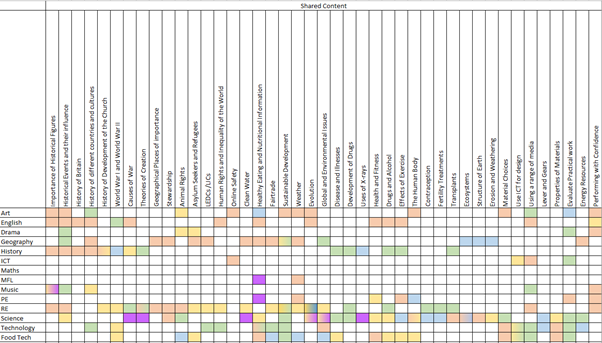 Shared Content
Importance of Historical Figures
Historical Events and their influence
History of Britain
History of different countries and cultures
History of Development of the Church
World War I and World War II
Causes of War
Theories of Creation
Geographical Places of Importance
Stewardship
Animal Rights
Asylum Seekers and Refugees
LEDCs/LICs
Human Rights and Inequality of the World
Online Safety
Clean Water
Healthy Eating and Nutritional Information
Fairtrade
Sustainable Development
Weather
Evolution
Global and Environmental Issues
Disease and Illnesses
Development of Drugs
Uses of X-rays
Health and Fitness
Drugs and Alcohol
Effects of Exercise
The Human Body
Contraception
Fertility Treatments
Transplants
Ecosystems
Structure of Earth
Erosion and Weathering
Material Choices
Use ICT for design
Using a range of media
Lever and Gears
Properties of Materials
Evaluate Practical work
Energy Resources
Performing with Confidence
Art
English
Drama
Geography
History
ICT
Maths
MFL
Music
PE
RE
Science
Technology
Food Tech